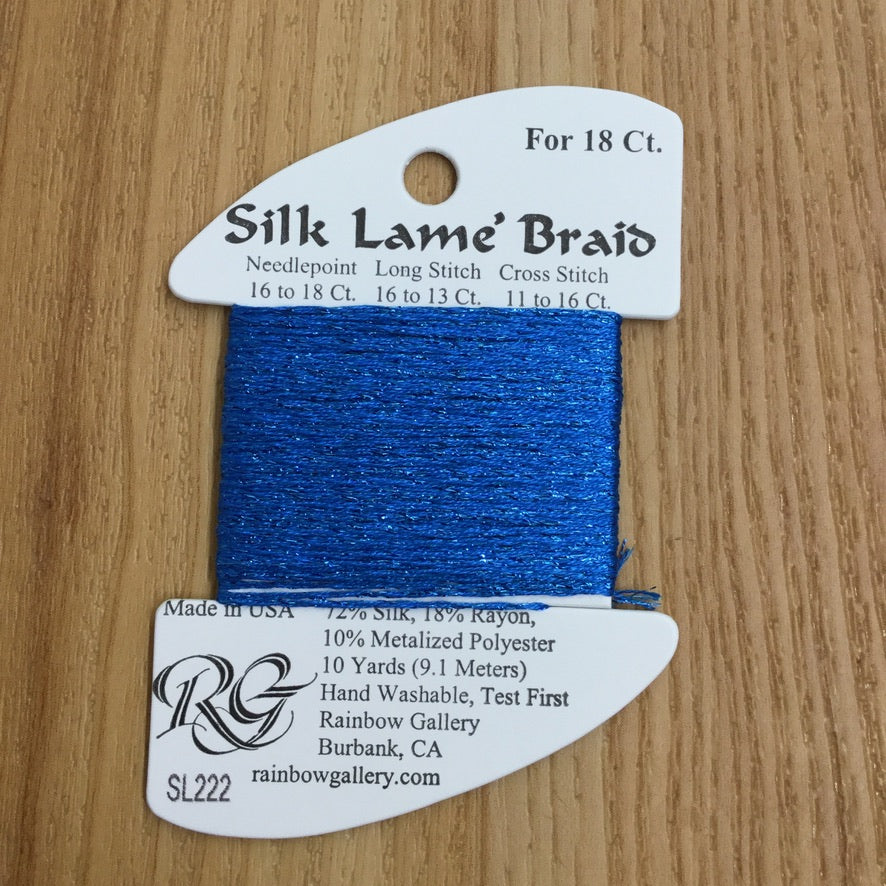 For 18 Ct.
Silk Lame' Braid
Needlepoint Long Stitch Cross Stitch
16 to 18 Ct. 16 to 13 Ct. 11 to 16 Ct.
Made in USA 72% Silk, 18% Rayon,
10% Metalized Polyester
10 Yards (9.1 Meters)
Hand Washable, Test First
RG
Rainbow Gallery
Burbank, CA
rainbowgallery.com
SL222